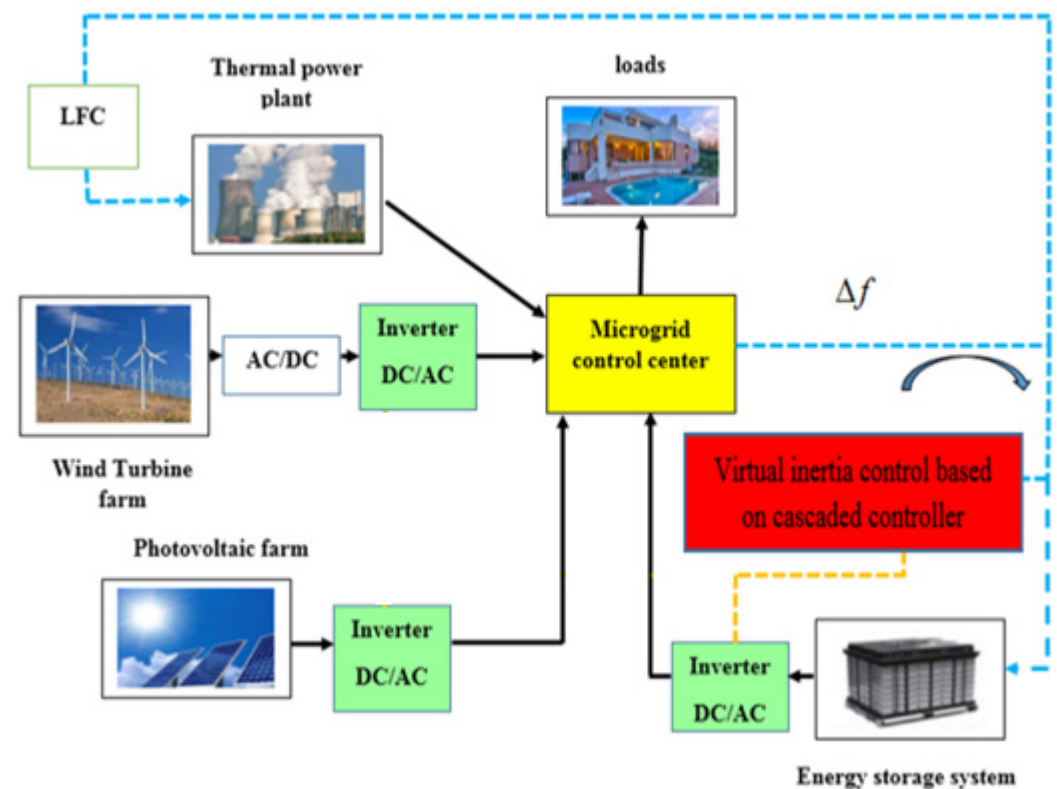 Thermal power
plant
loads
LFC
Δf
Microgrid
control center
Inverter
DC/AC
AC/DC
Wind Turbine
farm
Virtual inertia control based
on cascaded controller
Photovoltaic farm
Inverter
DC/AC
Inverter
DC/AC
Energy storage system